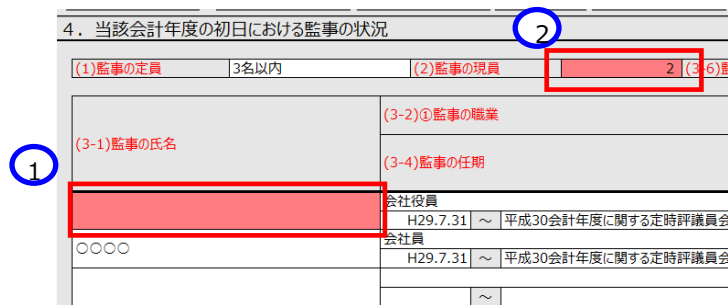 4. 当該会計年度の初日における監事の状況
2
(1)監事の定員 3名以内 (2)監事の現員 2 (3-6)監
(3-2)①監事の職業
(3-1)監事の氏名
(3-4)監事の任期
1
会社役員
H29.7.31 ～ 平成30会計年度に関する定時評議員会
会社員
○○○○
H29.7.31 ～ 平成30会計年度に関する定時評議員会
～